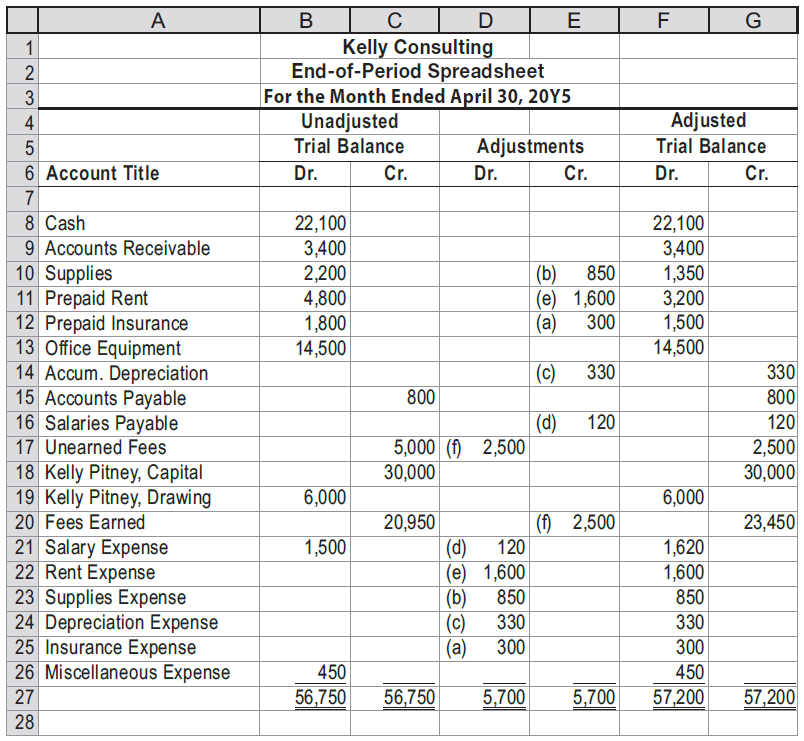 A B C D E F G
1 Kelly Consulting
2 End-of-Period Spreadsheet
3 For the Month Ended April 30, 20Y5
4 Unadjusted Adjusted
5 Trial Balance Adjustments Trial Balance
6 Account Title Dr. Cr. Dr. Cr. Dr. Cr.
7
8 Cash 22,100 22,100
9 Accounts Receivable 3,400 3,400
10 Supplies 2,200 (b) 850 1,350
11 Prepaid Rent 4,800 (e) 1,600 3,200
12 Prepaid Insurance 1,800 (a) 300 1,500
13 Office Equipment 14,500 14,500
14 Accum. Depreciation (c) 330 330
15 Accounts Payable 800 800
16 Salaries Payable (d) 120 120
17 Unearned Fees 5,000 (f) 2,500 2,500
18 Kelly Pitney, Capital 30,000 30,000
19 Kelly Pitney, Drawing 6,000 6,000
20 Fees Earned 20,950 (f) 2,500 23,450
21 Salary Expense 1,500 (d) 120 1,620
22 Rent Expense (e) 1,600 1,600
23 Supplies Expense (b) 850 850
24 Depreciation Expense (c) 330 330
25 Insurance Expense (a) 300 300
26 Miscellaneous Expense 450 450
27 56,750 56,750 5,700 5,700 57,200 57,200
28